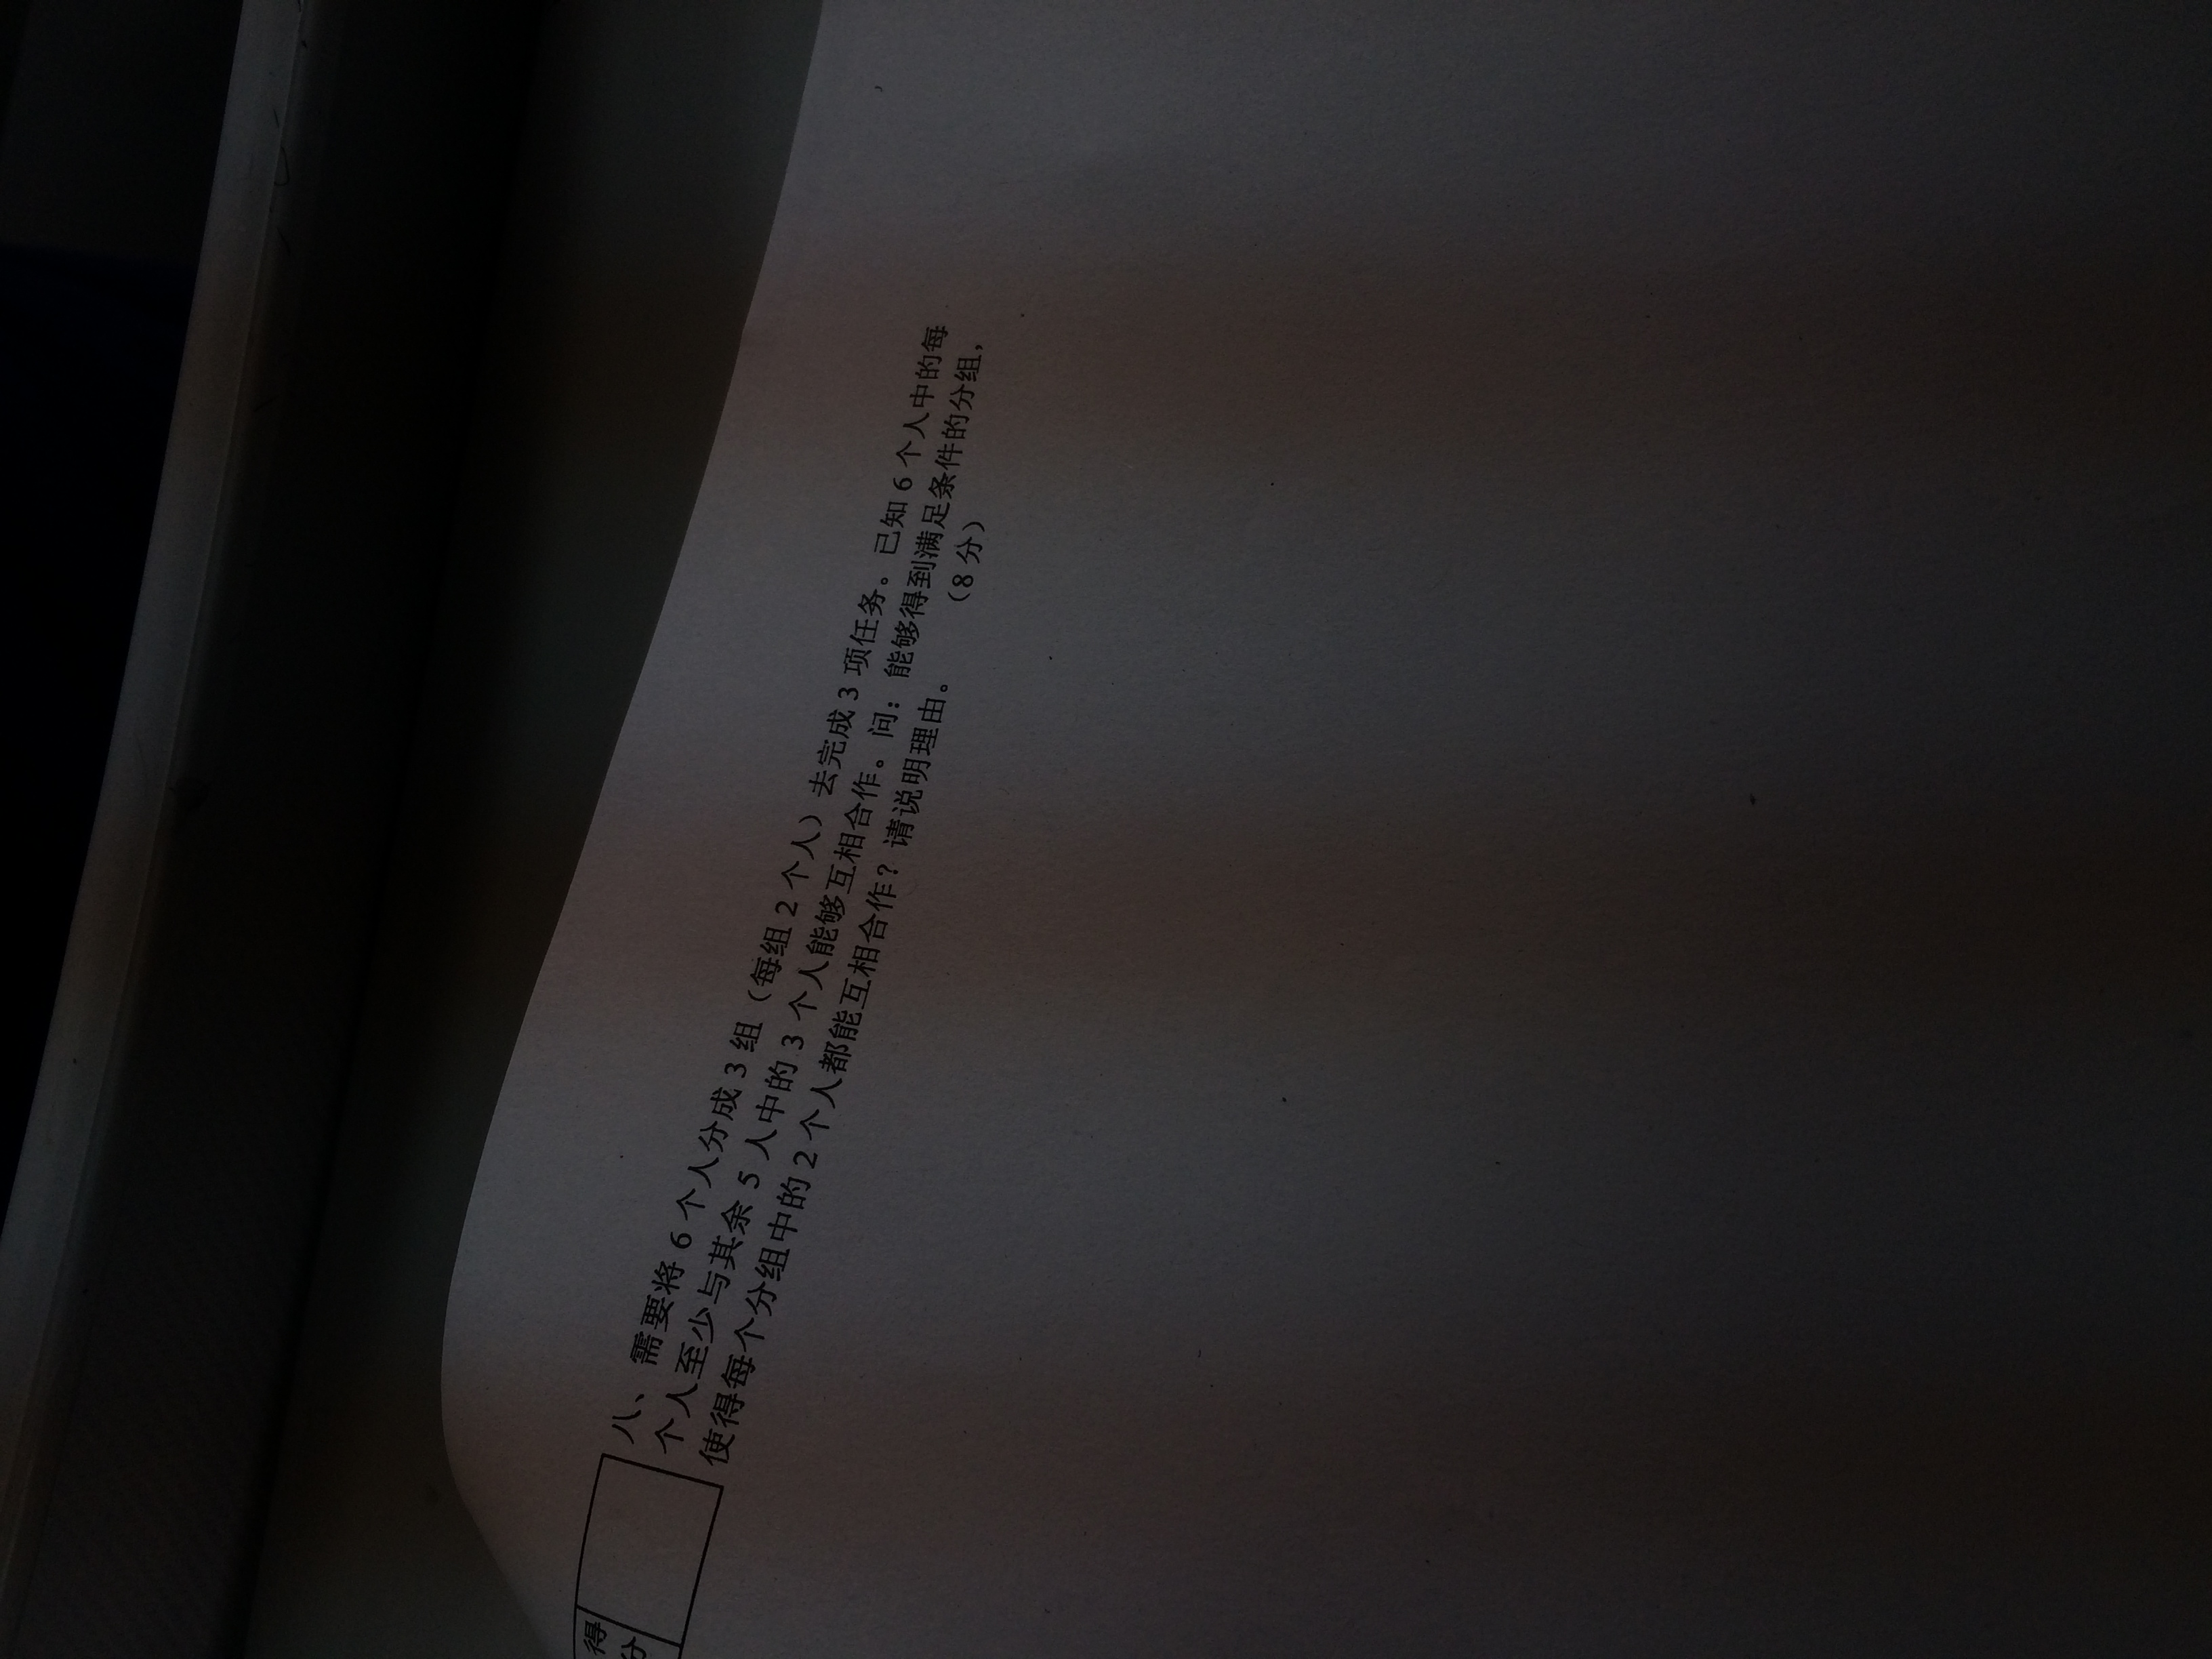 得
分
八、需要将 6 个人分成 3 组（每组 2 个人）去完成 3 项任务。已知 6 个人中的每
个人至少与其余 5 人中的 3 个人能够互相合作。问：能够得到满足条件的分组，
使得每个分组中的 2 个人都能互相合作？请说明理由。 （8 分）